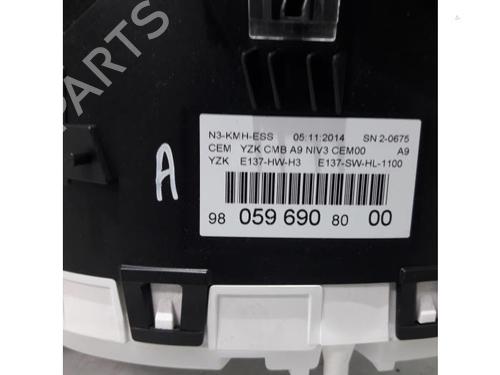 PARTS
N3-KMH-ESS 05:11:2014 SN 2-0675
CEM YZK CMB A9 NIV3 CEM00 A9
YZK E137-HW-H3 E137-SW-HL-1100
98 059 690 80 00
A